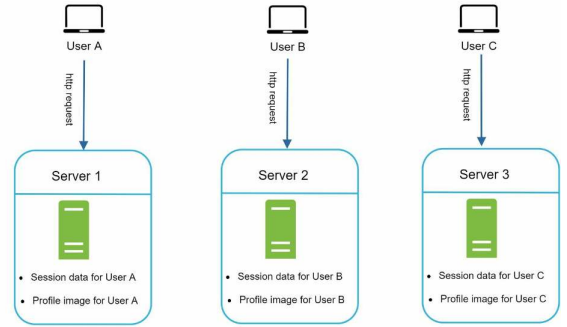 User A
User B
User C
http request
http request
http request
Server 1
Server 2
Server 3
• Session data for User A
• Profile image for User A
• Session data for User B
• Profile image for User B
• Session data for User C
• Profile image for User C